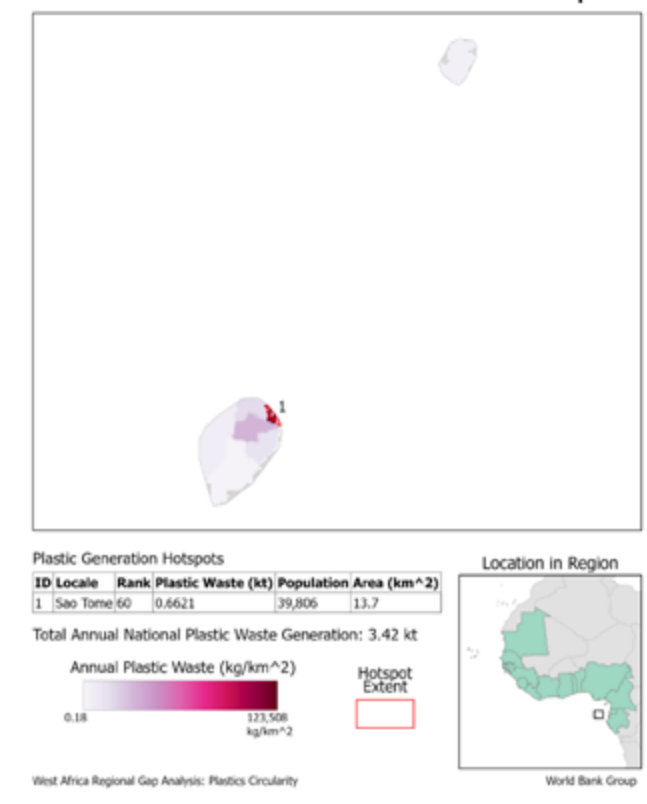 1
Plastic Generation Hotspots
ID Locale Rank Plastic Waste (kt) Population Area (km^2)
1 Sao Tome 60 0.6621 39,806 13.7
Total Annual National Plastic Waste Generation: 3.42 kt
Annual Plastic Waste (kg/km^2)
0.18 123,508
kg/km^2
Hotspot
Extent
Location in Region
West Africa Regional Gap Analysis: Plastics Circularity
World Bank Group